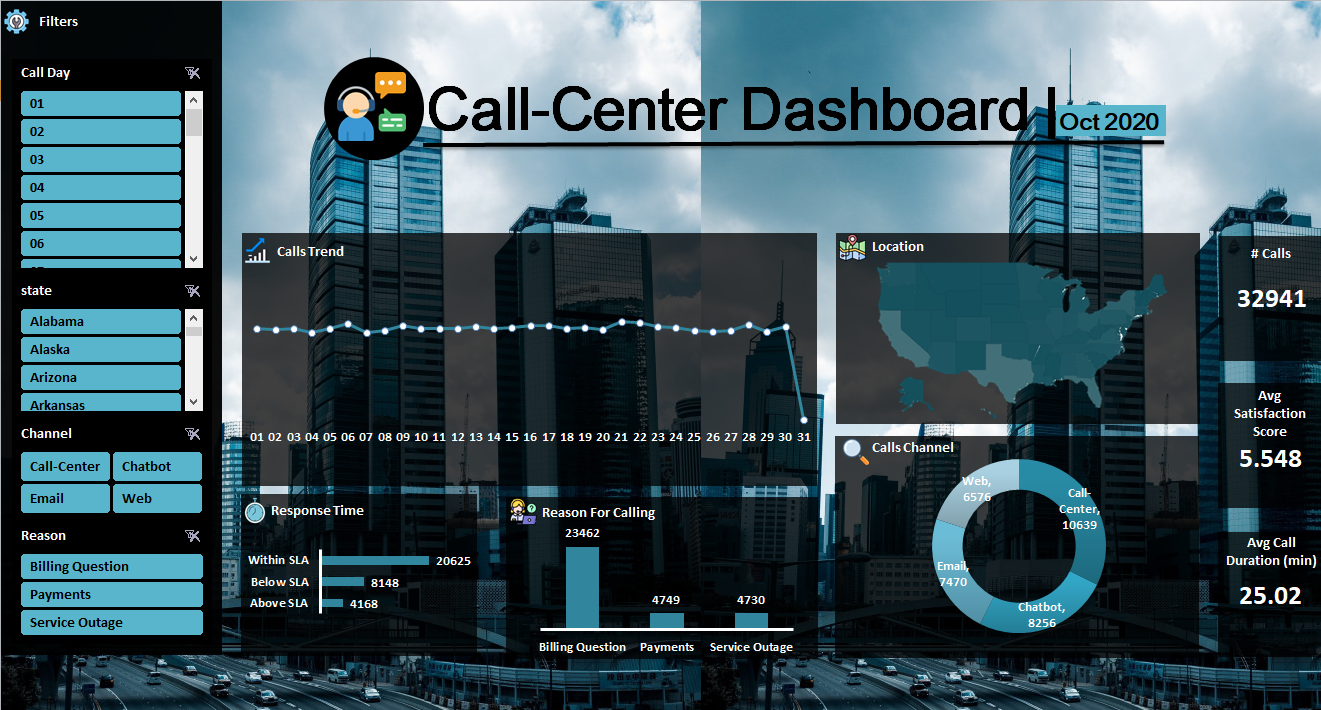 Filters
Call Day
01
02
03
04
05
06
state
Alabama
Alaska
Arizona
Arkansas
Channel
Call-Center
Chatbot
Email
Web
Reason
Billing Question
Payments
Service Outage
Call-Center Dashboard |
Oct 2020
Calls Trend
01 02 03 04 05 06 07 08 09 10 11 12 13 14 15 16 17 18 19 20 21 22 23 24 25 26 27 28 29 30 31
Response Time
Within SLA 20625
Below SLA 8148
Above SLA 4168
Reason For Calling
23462
4749
4730
Billing Question Payments Service Outage
Location
Calls Channel
Web,
6576
Call-
Center,
10639
Email,
7470
Chatbot,
8256
# Calls
32941
Avg
Satisfaction
Score
5.548
Avg Call
Duration (min)
25.02